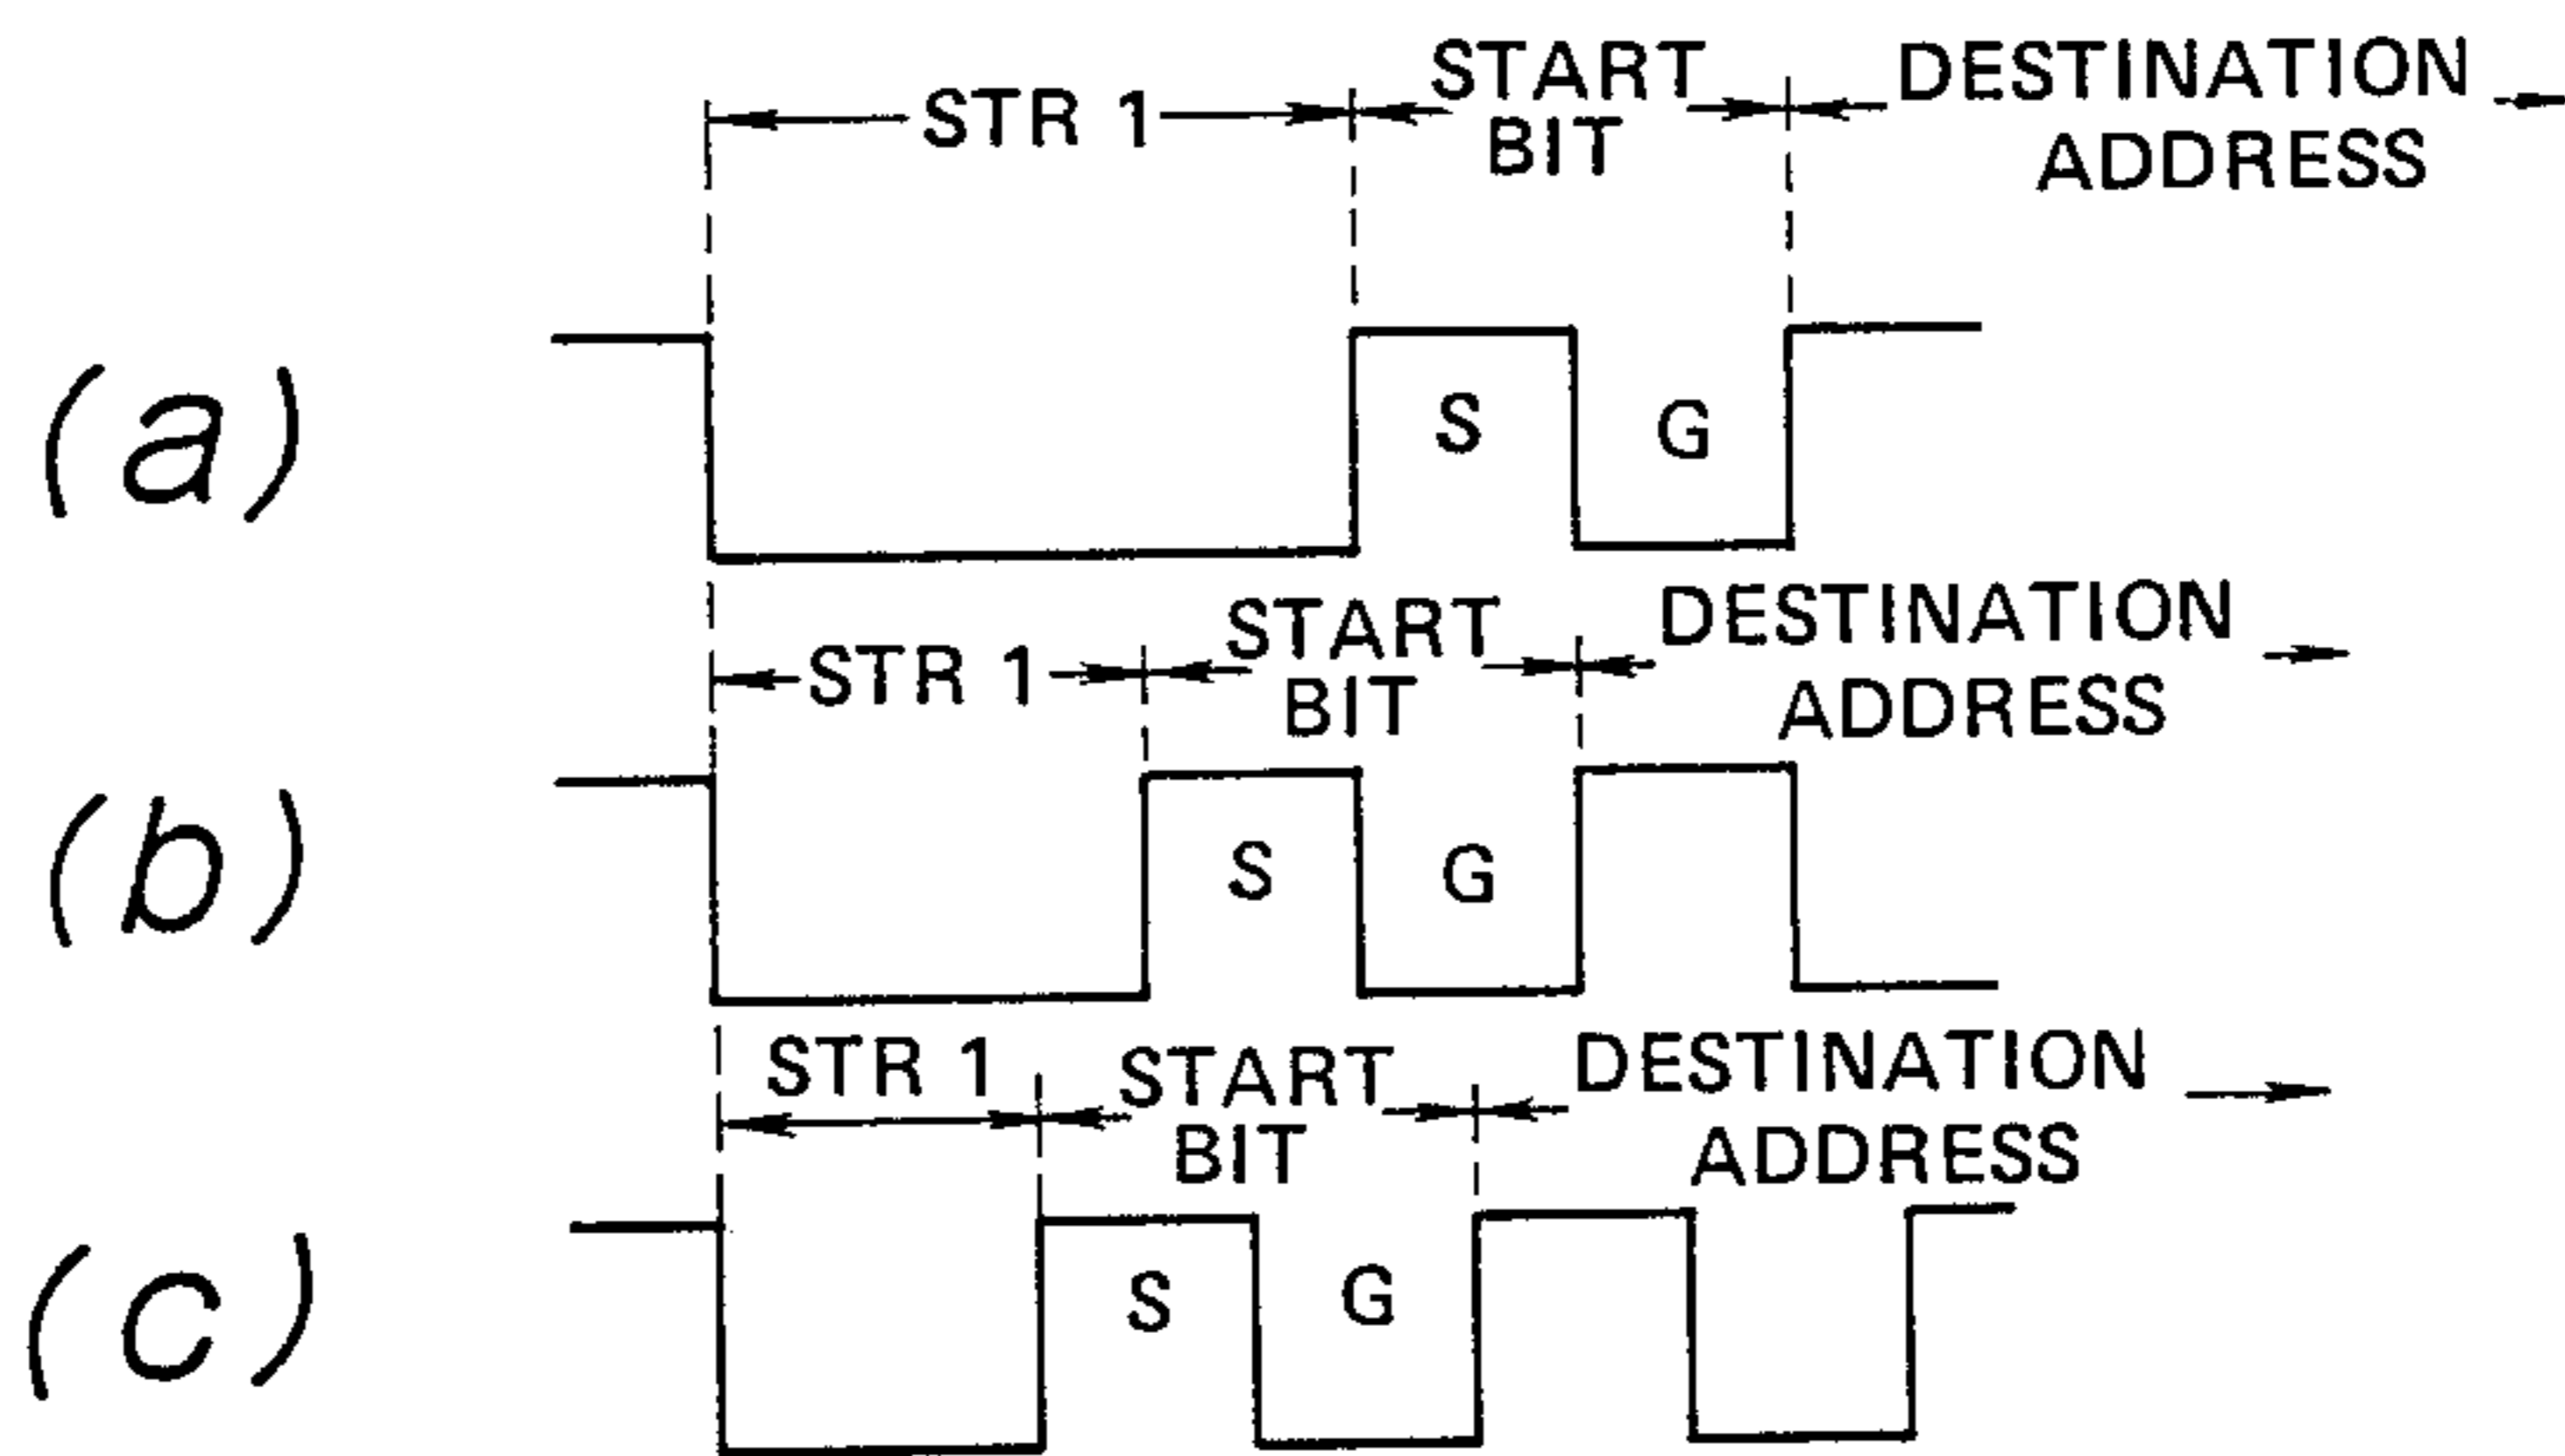 STR 1 START BIT DESTINATION ADDRESS
(a) S G
STR 1 START BIT DESTINATION ADDRESS
(b) S G
STR 1 START BIT DESTINATION ADDRESS
(c) S G